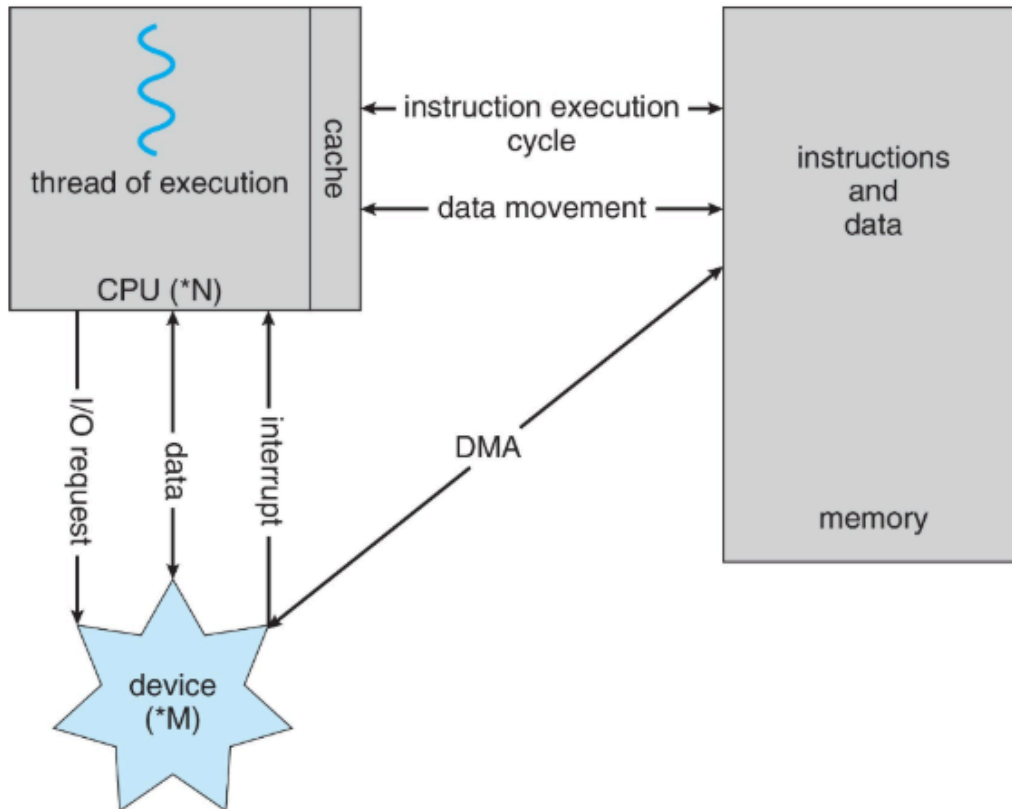 thread of execution
cache
CPU (*N)
instruction execution
cycle
data movement
instructions
and
data
memory
I/O request
data
interrupt
DMA
device
(*M)